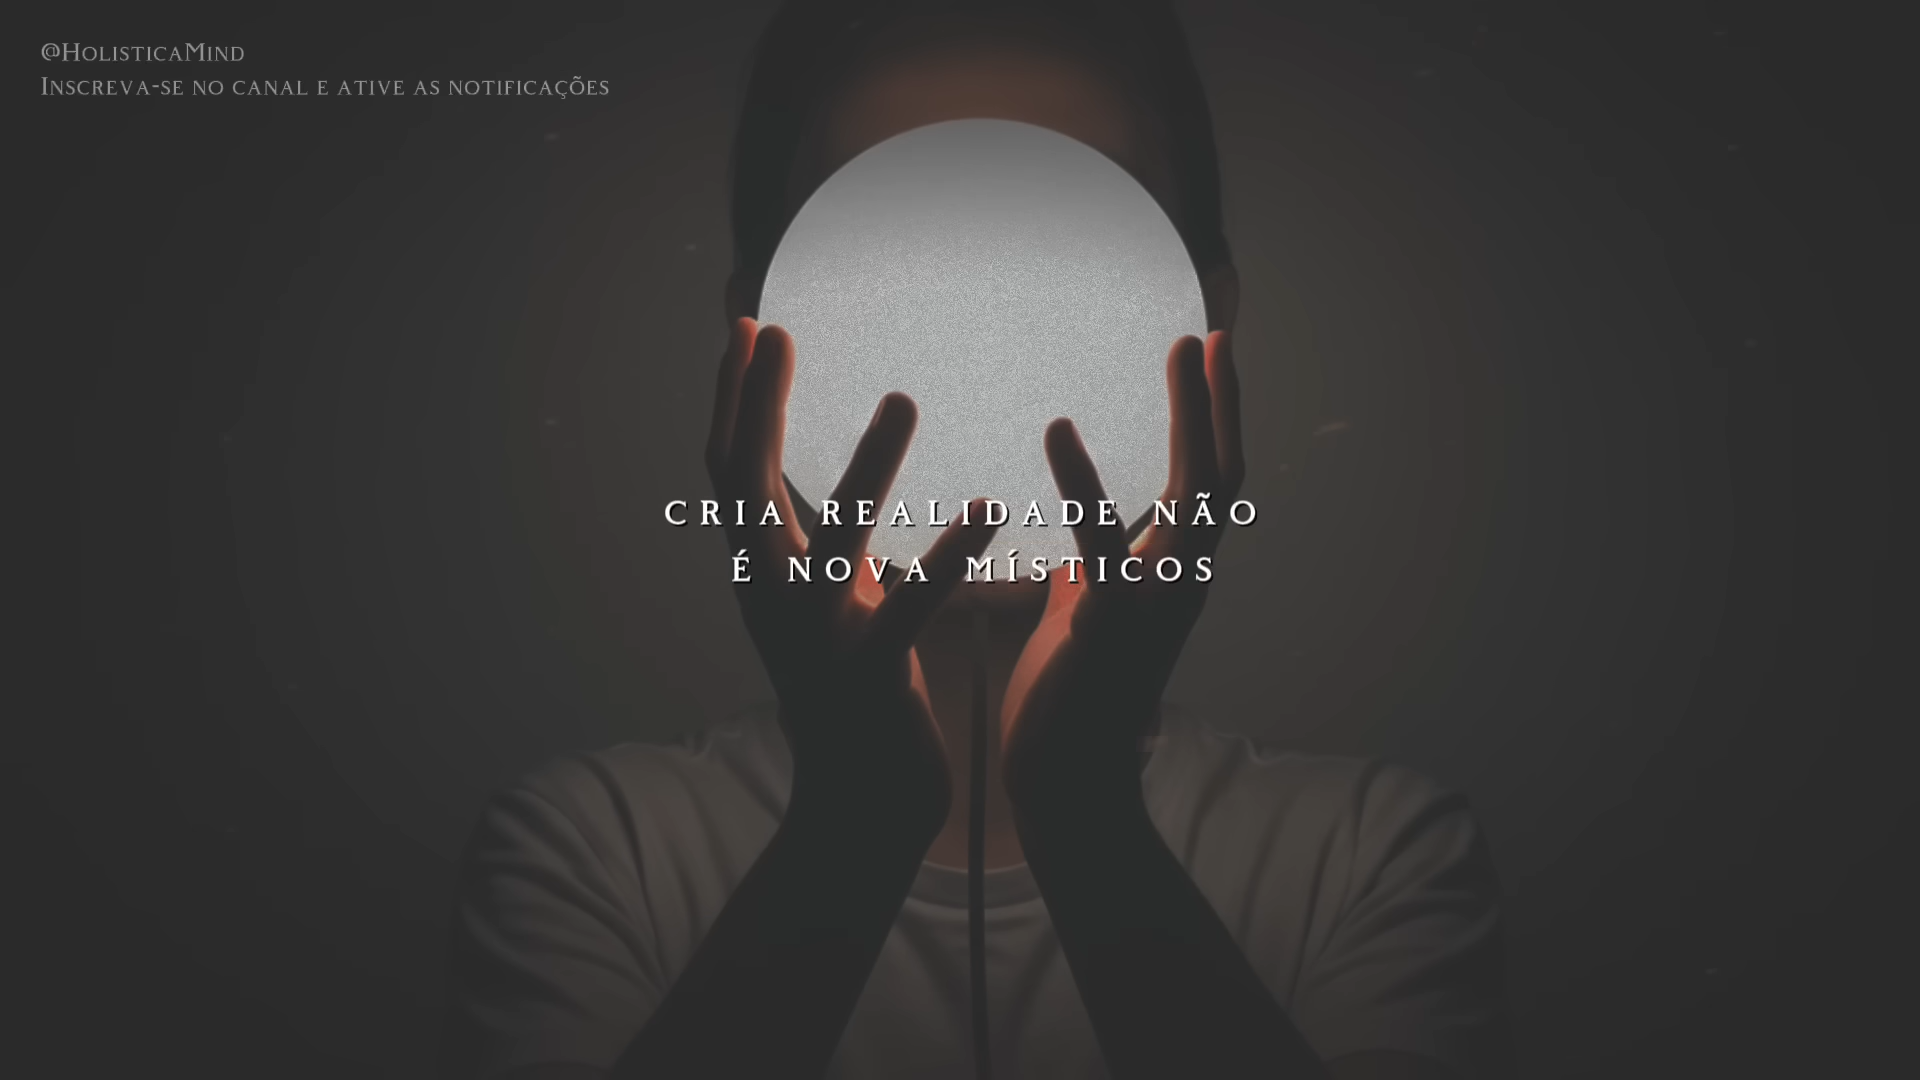 @HolisticaMind
Inscreva-se no canal e ative as notificações
CRIA REALIDADE NÃO
É NOVA MÍSTICOS